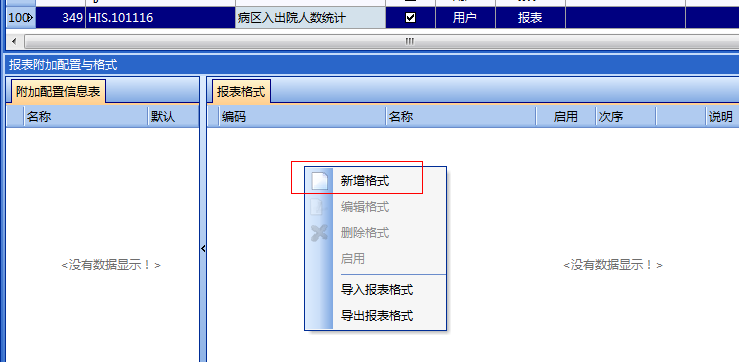 100 349 HIS.101116 病区入出院人数统计 用户 报表
报表附加配置与格式
附加配置信息表 报表格式
名称 默认 编码 名称 启用 次序 说明
新增格式
编辑格式
删除格式
<没有数据显示！> 启用 <没有数据显示！>
导入报表格式
导出报表格式